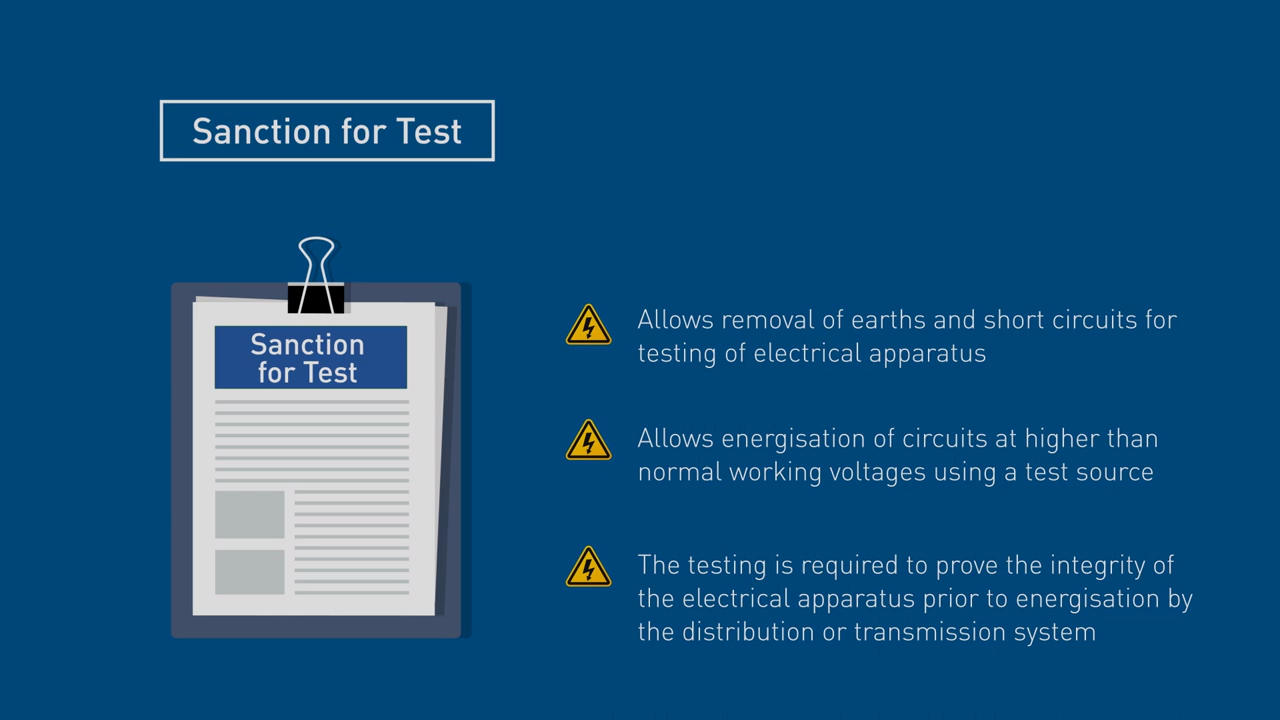 Sanction for Test
Sanction
for Test
Allows removal of earths and short circuits for
testing of electrical apparatus
Allows energisation of circuits at higher than
normal working voltages using a test source
The testing is required to prove the integrity of
the electrical apparatus prior to energisation by
the distribution or transmission system